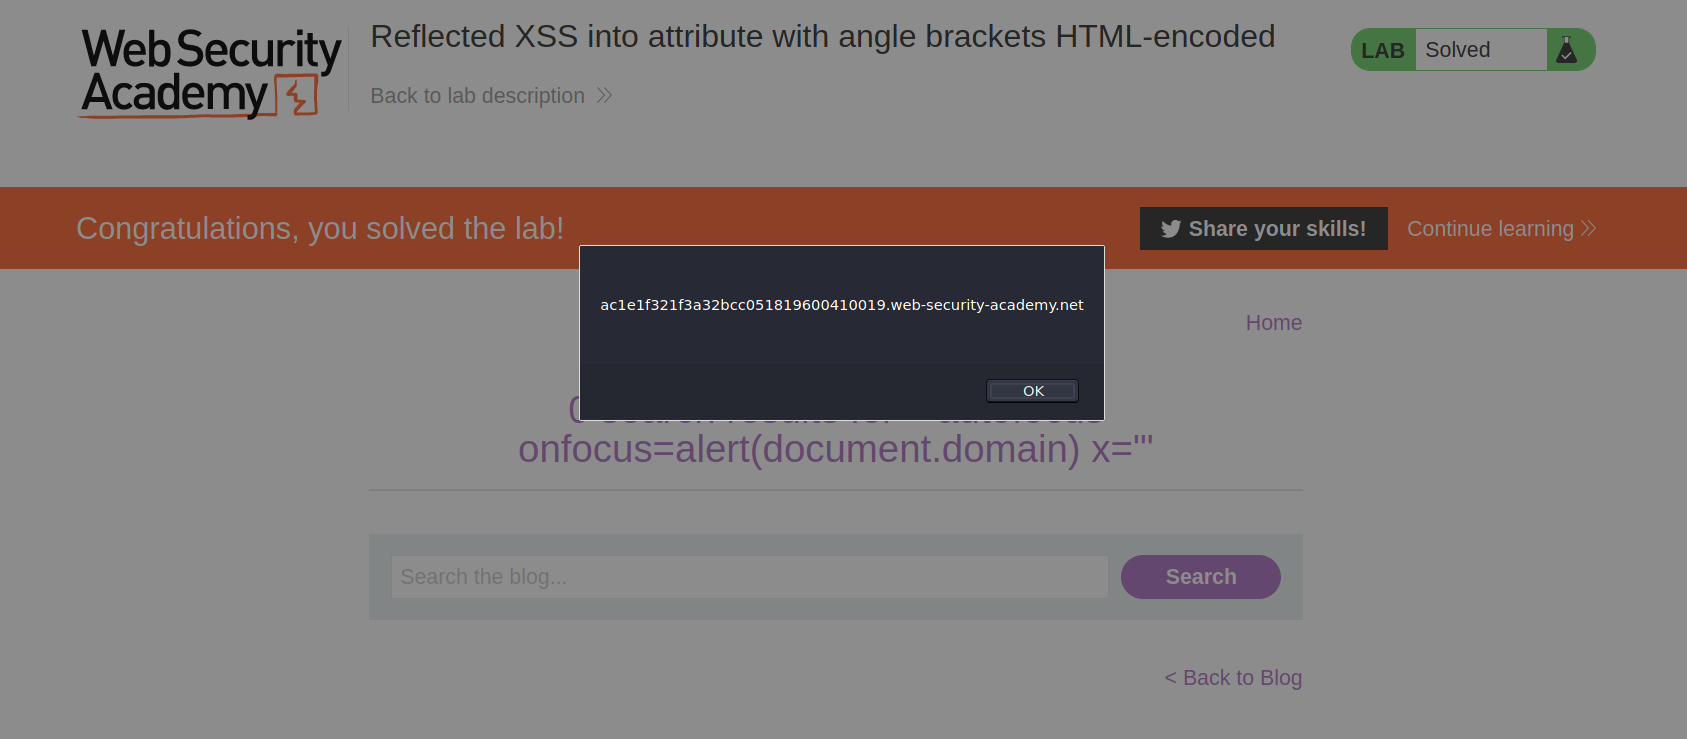 Web Security
Academy
Reflected XSS into attribute with angle brackets HTML-encoded
Back to lab description
LAB Solved
Congratulations, you solved the lab!
Share your skills!
Continue learning
ac1e1f321f3a32bcc051819600410019.web-security-academy.net
OK
Home
onfocus=alert(document.domain) x="'
Search the blog...
Search
< Back to Blog